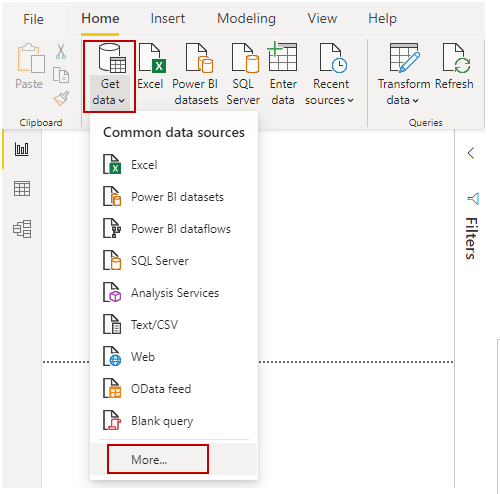 File Home Insert Modeling View Help
Paste
Get data
Excel
Power BI datasets
SQL Server
Enter data
Recent sources
Transform data
Refresh
Clipboard
Queries
Common data sources
Excel
Power BI datasets
Power BI dataflows
SQL Server
Analysis Services
Text/CSV
Web
OData feed
Blank query
More...
Filters